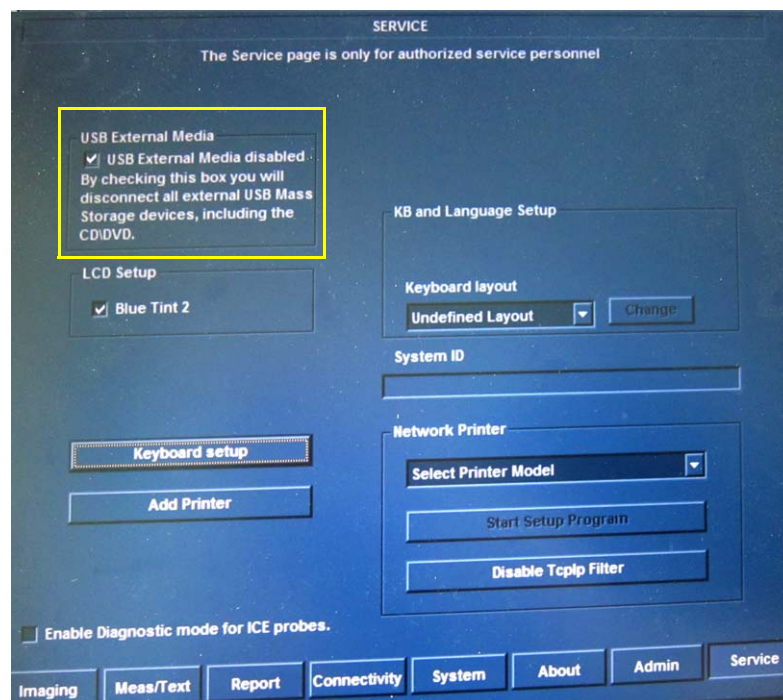 SERVICE
The Service page is only for authorized service personnel
USB External Media
USB External Media disabled
By checking this box you will
disconnect all external USB Mass
Storage devices, including the
CD\DVD.
LCD Setup
Blue Tint 2
Keyboard setup
Add Printer
KB and Language Setup
Keyboard layout
Undefined Layout
Change
System ID
Network Printer
Select Printer Model
Start Setup Program
Disable TcpIp Filter
Enable Diagnostic mode for ICE probes.
Imaging
Meas/Text
Report
Connectivity
System
About
Admin
Service